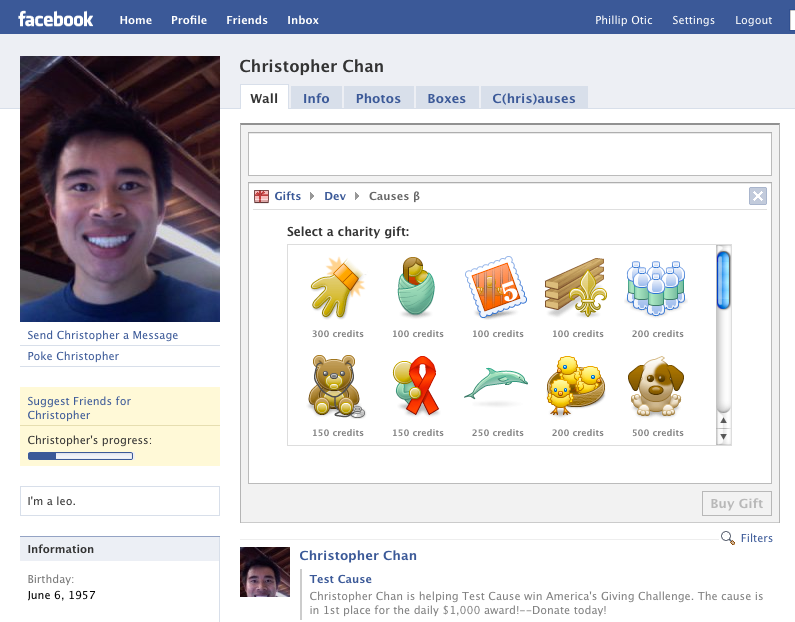 facebook Home Profile Friends Inbox Phillip Otic Settings Logout
Christopher Chan
Wall Info Photos Boxes C(hris)auses
Gifts Dev Causes β
Select a charity gift:
5
300 credits 100 credits 100 credits 100 credits 200 credits
150 credits 150 credits 250 credits 200 credits 500 credits
Buy Gift
Send Christopher a Message
Poke Christopher
Suggest Friends for
Christopher
Christopher's progress:
I'm a leo.
Information
Birthday:
June 6, 1957
Filters
Christopher Chan
Test Cause
Christopher Chan is helping Test Cause win America's Giving Challenge. The cause is
in 1st place for the daily $1,000 award!--Donate today!